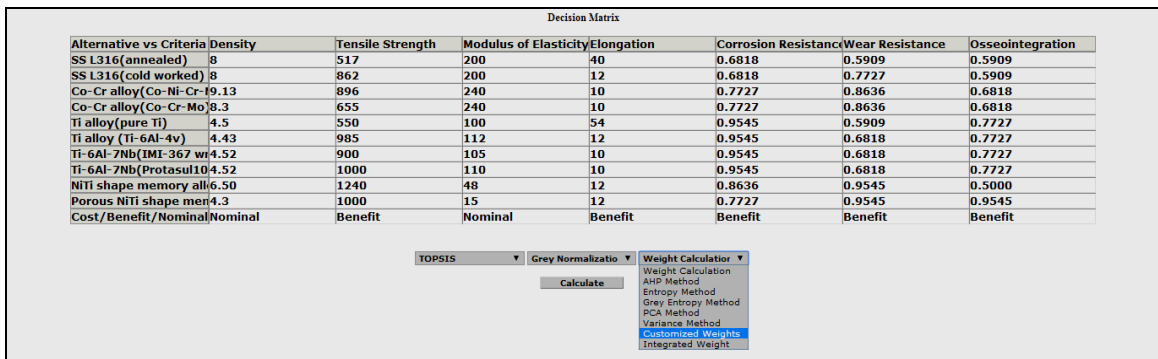 Decision Matrix
Alternative vs Criteria Density Tensile Strength Modulus of Elasticity Elongation Corrosion Resistance Wear Resistance Osseointegration
SS L316(annealed) 8 517 200 40 0.6818 0.5909 0.5909
SS L316(cold worked) 8 862 200 12 0.6818 0.7727 0.5909
Co-Cr alloy(Co-Ni-Cr- 9.13 896 240 10 0.7727 0.8636 0.6818
Co-Cr alloy(Co-Cr-Mo) 8.3 655 240 10 0.7727 0.8636 0.6818
Ti alloy(pure Ti) 4.5 550 100 54 0.9545 0.5909 0.7727
Ti alloy (Ti-6Al-4v) 4.43 985 112 12 0.9545 0.6818 0.7727
Ti-6Al-7Nb(IMI-367 wr 4.52 900 105 10 0.9545 0.6818 0.7727
Ti-6Al-7Nb(Protasul10 4.52 1000 110 10 0.9545 0.6818 0.7727
NiTi shape memory all 6.50 1240 48 12 0.8636 0.9545 0.5000
Porous NiTi shape mem 4.3 1000 15 12 0.7727 0.9545 0.9545
Cost/Benefit/Nominal Nominal Benefit Nominal Benefit Benefit Benefit Benefit
TOPSIS Grey Normalizatio Weight Calculation
Weight Calculation
Calculate AHP Method
Entropy Method
Grey Entropy Method
PCA Method
Variance Method
Customized Weights
Integrated Weight